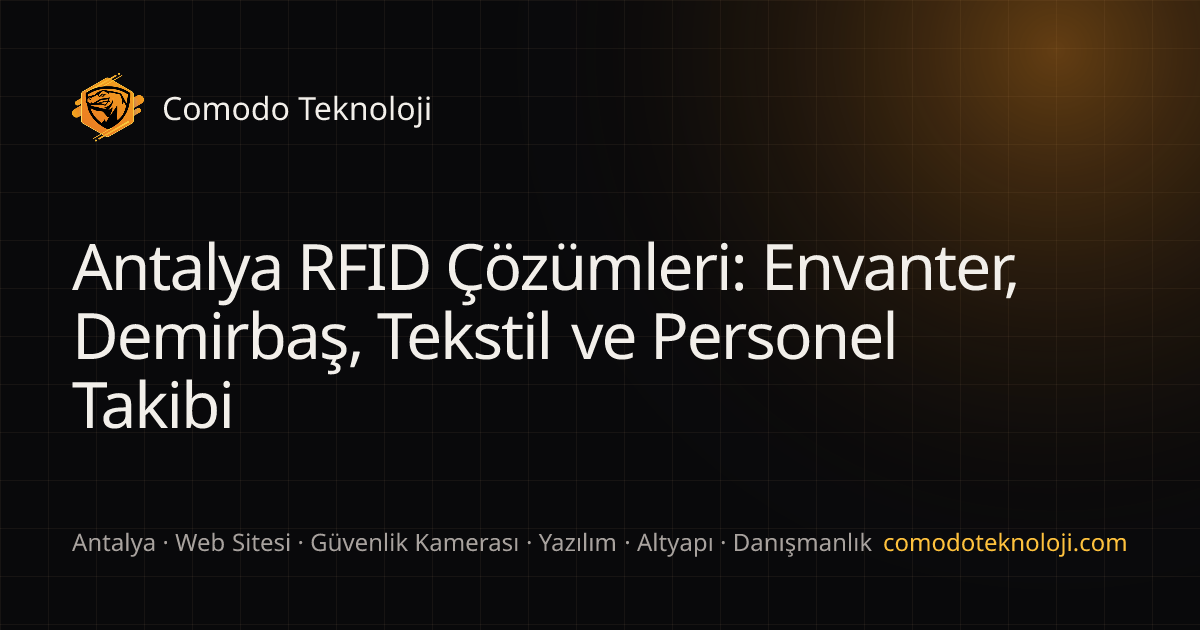 Comodo Teknoloji
Antalya RFID Çözümleri: Envanter,
Demirbaş, Tekstil ve Personel
Takibi
Antalya · Web Sitesi · Güvenlik Kamerası · Yazılım · Altyapı · Danışmanlık comodoteknoloji.com